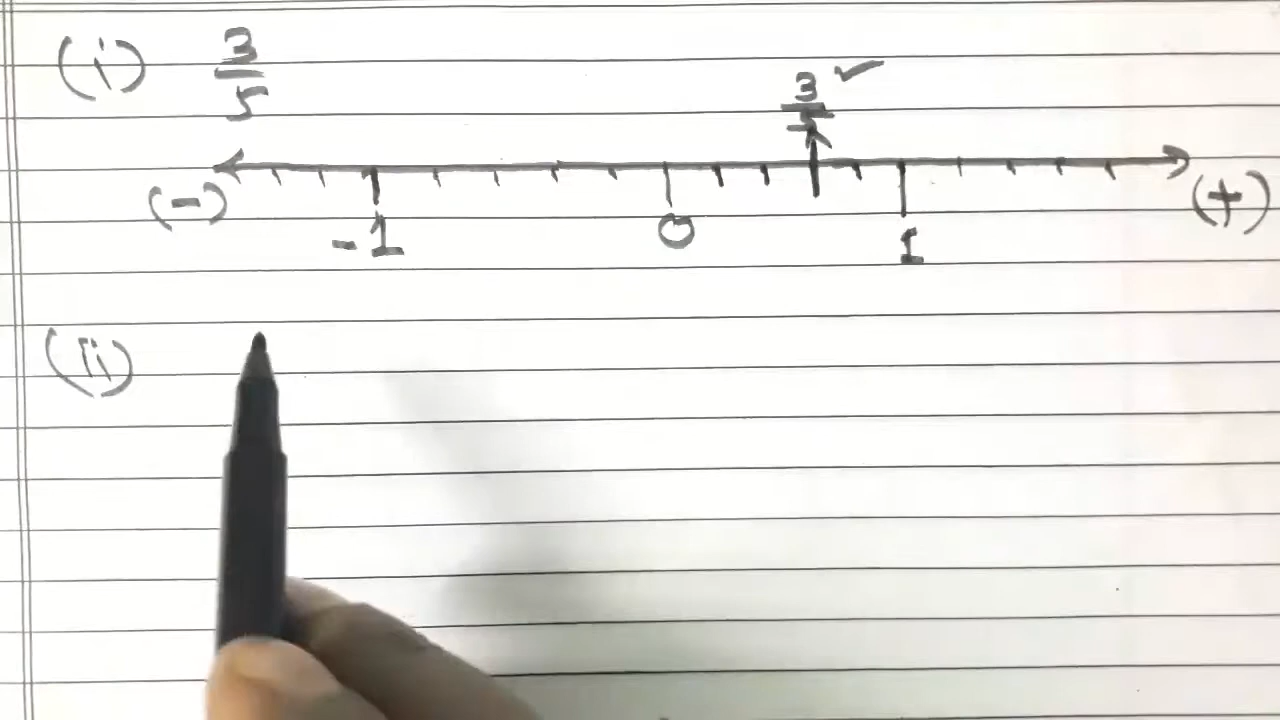 (i) 3/5
3/5 ✓
(-) (+)
-1 0 1
(ii)